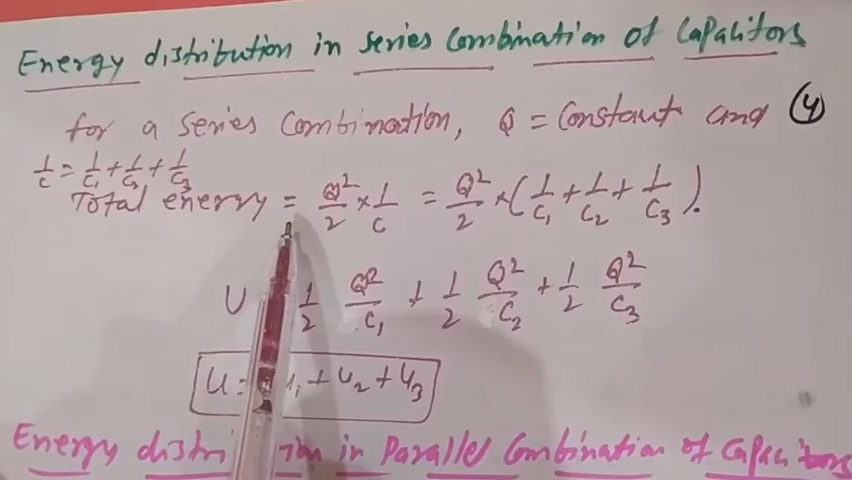 Energy distribution in series Combination of Capacitors
for a series Combination, Q = Constant and (4)
1/C = 1/C₁ + 1/C₂ + 1/C₃
Total energy = Q²/2 × 1/C = Q²/2 × (1/C₁ + 1/C₂ + 1/C₃).
U 1/2 Q²/C₁ + 1/2 Q²/C₂ + 1/2 Q²/C₃
U = U₁ + U₂ + U₃
Energy distribution in Parallel Combination of Capacitors